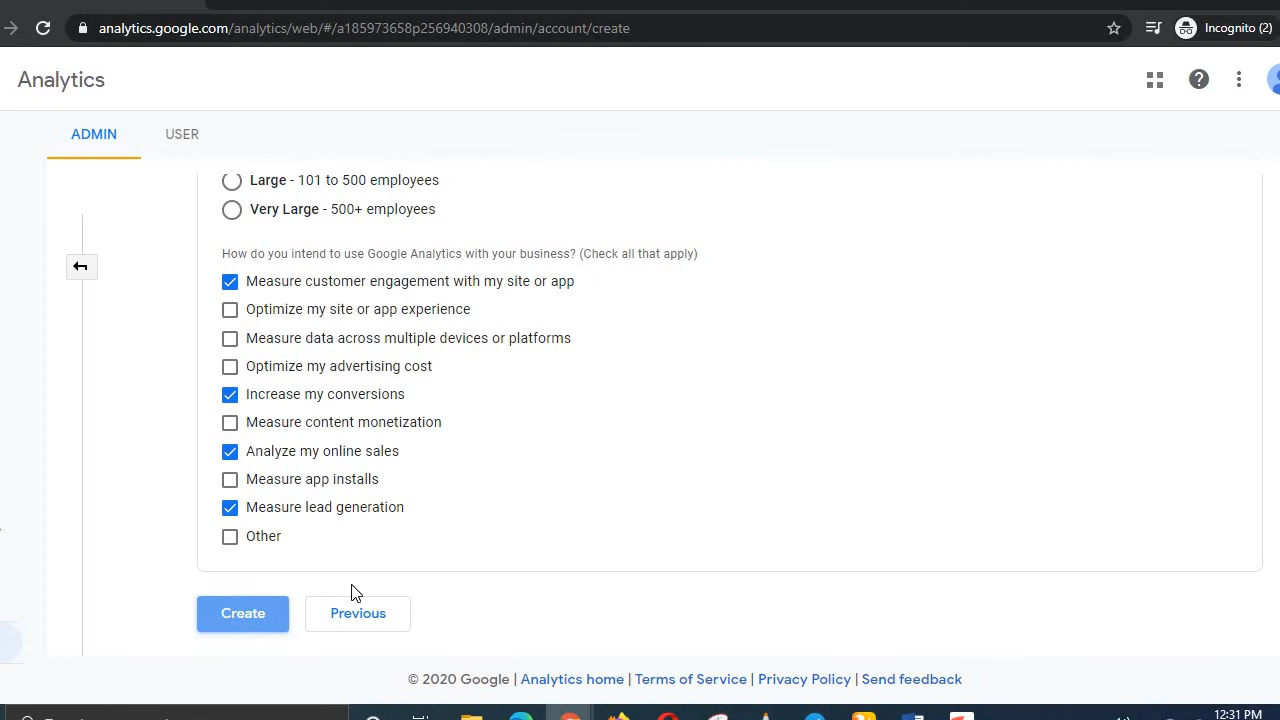 analytics.google.com/analytics/web/#/a185973658p256940308/admin/account/create
Incognito (2)
Analytics
ADMIN
USER
Large - 101 to 500 employees
Very Large - 500+ employees
How do you intend to use Google Analytics with your business? (Check all that apply)
Measure customer engagement with my site or app
Optimize my site or app experience
Measure data across multiple devices or platforms
Optimize my advertising cost
Increase my conversions
Measure content monetization
Analyze my online sales
Measure app installs
Measure lead generation
Other
Create
Previous
© 2020 Google | Analytics home | Terms of Service | Privacy Policy | Send feedback
12:31 PM